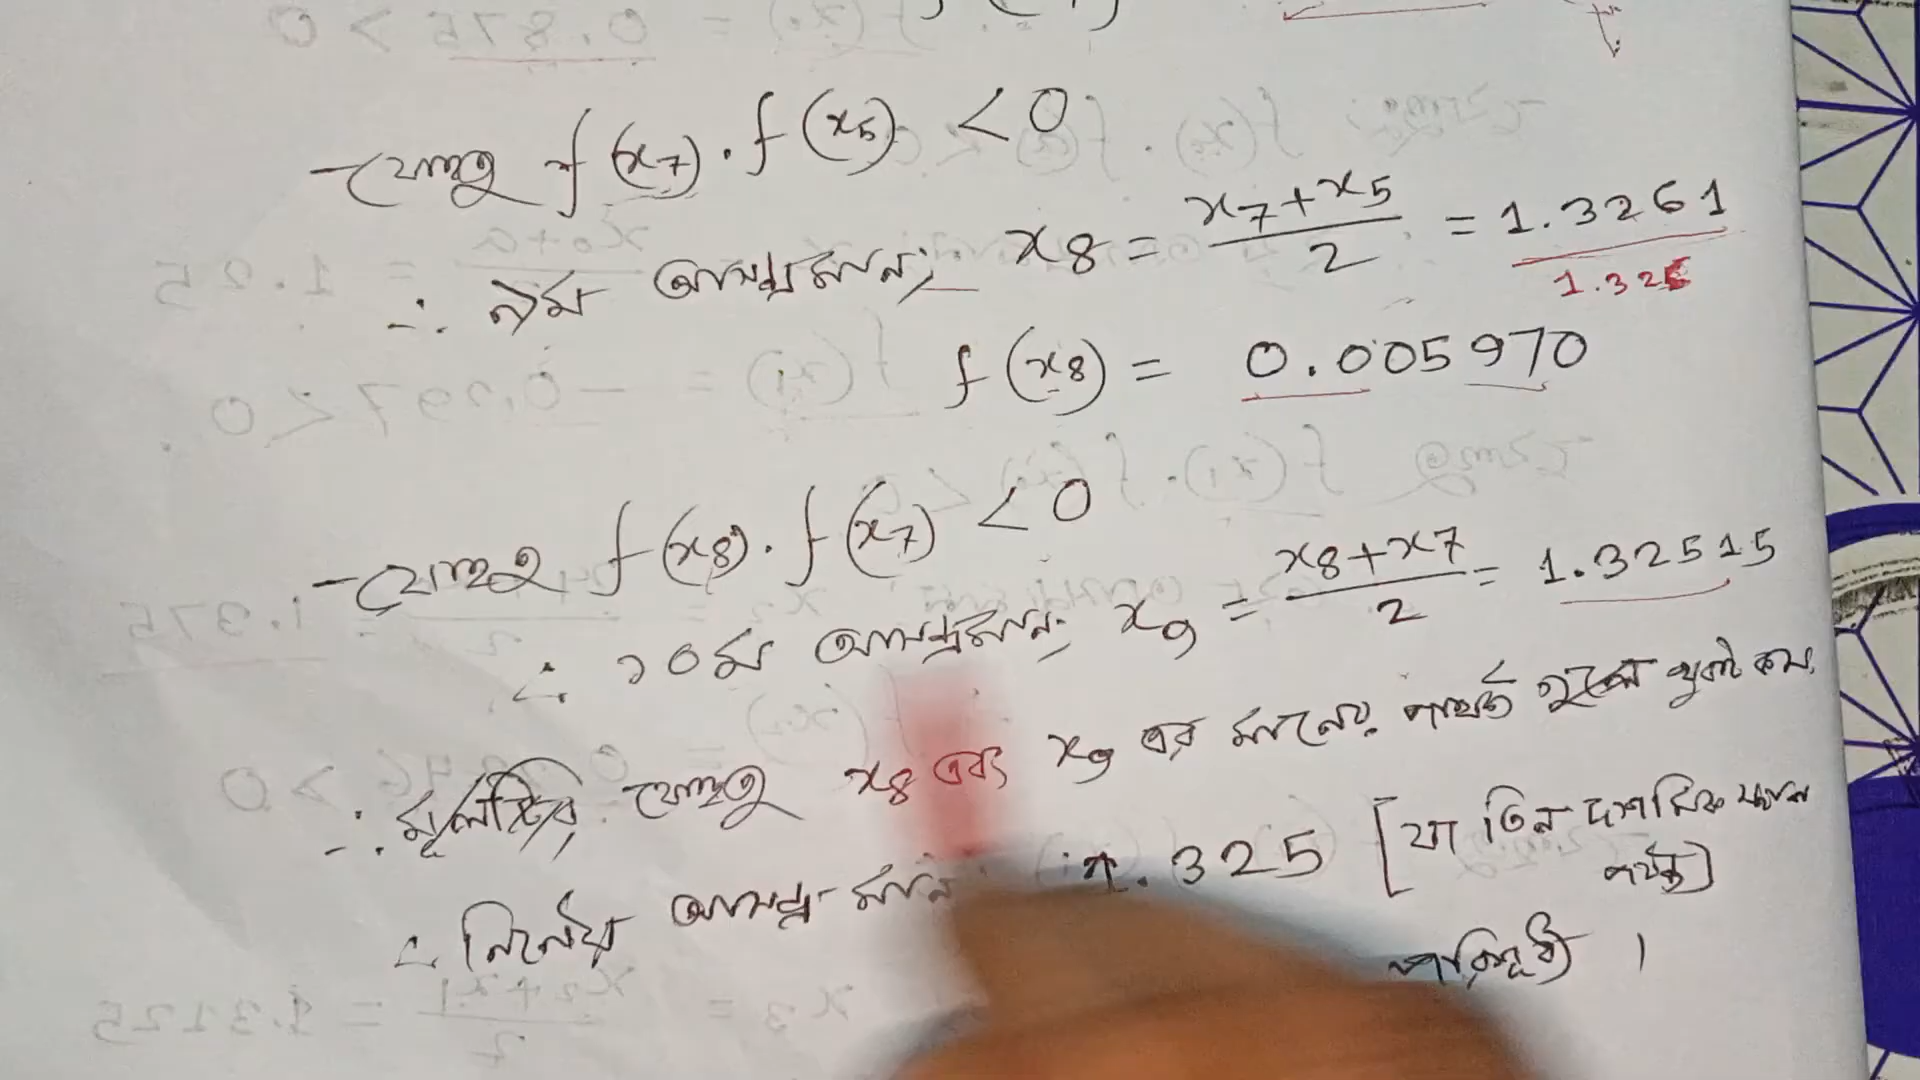 যেহেতু f(x₇).f(x₅) < 0
∴ ৯ম আসন্নমান; x₈ = (x₇+x₅)/2 = 1.3261
1.326
f(x₈) = 0.005970
যেহেতু f(x₈).f(x₇) < 0
∴ ১০ম আসন্নমান; x₉ = (x₈+x₇)/2 = 1.32515
∴ মূলটির যেহেতু x₈ এবং x₉ এর মানের পার্থক্য খুবই কম,
∴ নির্ণেয় আসন্ন মান 1.325 [যা তিন দশমিক স্থান
পর্যন্ত]